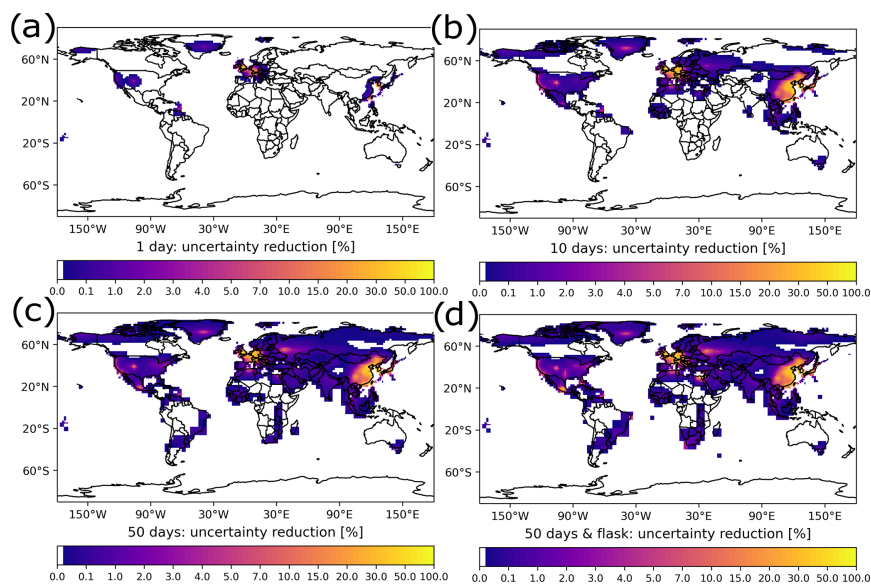 (a)
60°N
20°N
20°S
60°S
150°W 90°W 30°W 30°E 90°E 150°E
1 day: uncertainty reduction [%]
0.0 0.1 1.0 2.0 3.0 4.0 5.0 7.0 10.0 15.0 20.0 50.0 100.0
(b)
60°N
20°N
20°S
60°S
150°W 90°W 30°W 30°E 90°E 150°E
10 days: uncertainty reduction [%]
0.0 0.1 1.0 2.0 3.0 4.0 5.0 7.0 10.0 15.0 20.0 50.0 100.0
(c)
60°N
20°N
20°S
60°S
150°W 90°W 30°W 30°E 90°E 150°E
50 days: uncertainty reduction [%]
0.0 0.1 1.0 2.0 3.0 4.0 5.0 7.0 10.0 15.0 20.0 50.0 100.0
(d)
60°N
20°N
20°S
60°S
150°W 90°W 30°W 30°E 90°E 150°E
50 days & flask: uncertainty reduction [%]
0.0 0.1 1.0 2.0 3.0 4.0 5.0 7.0 10.0 15.0 20.0 50.0 100.0